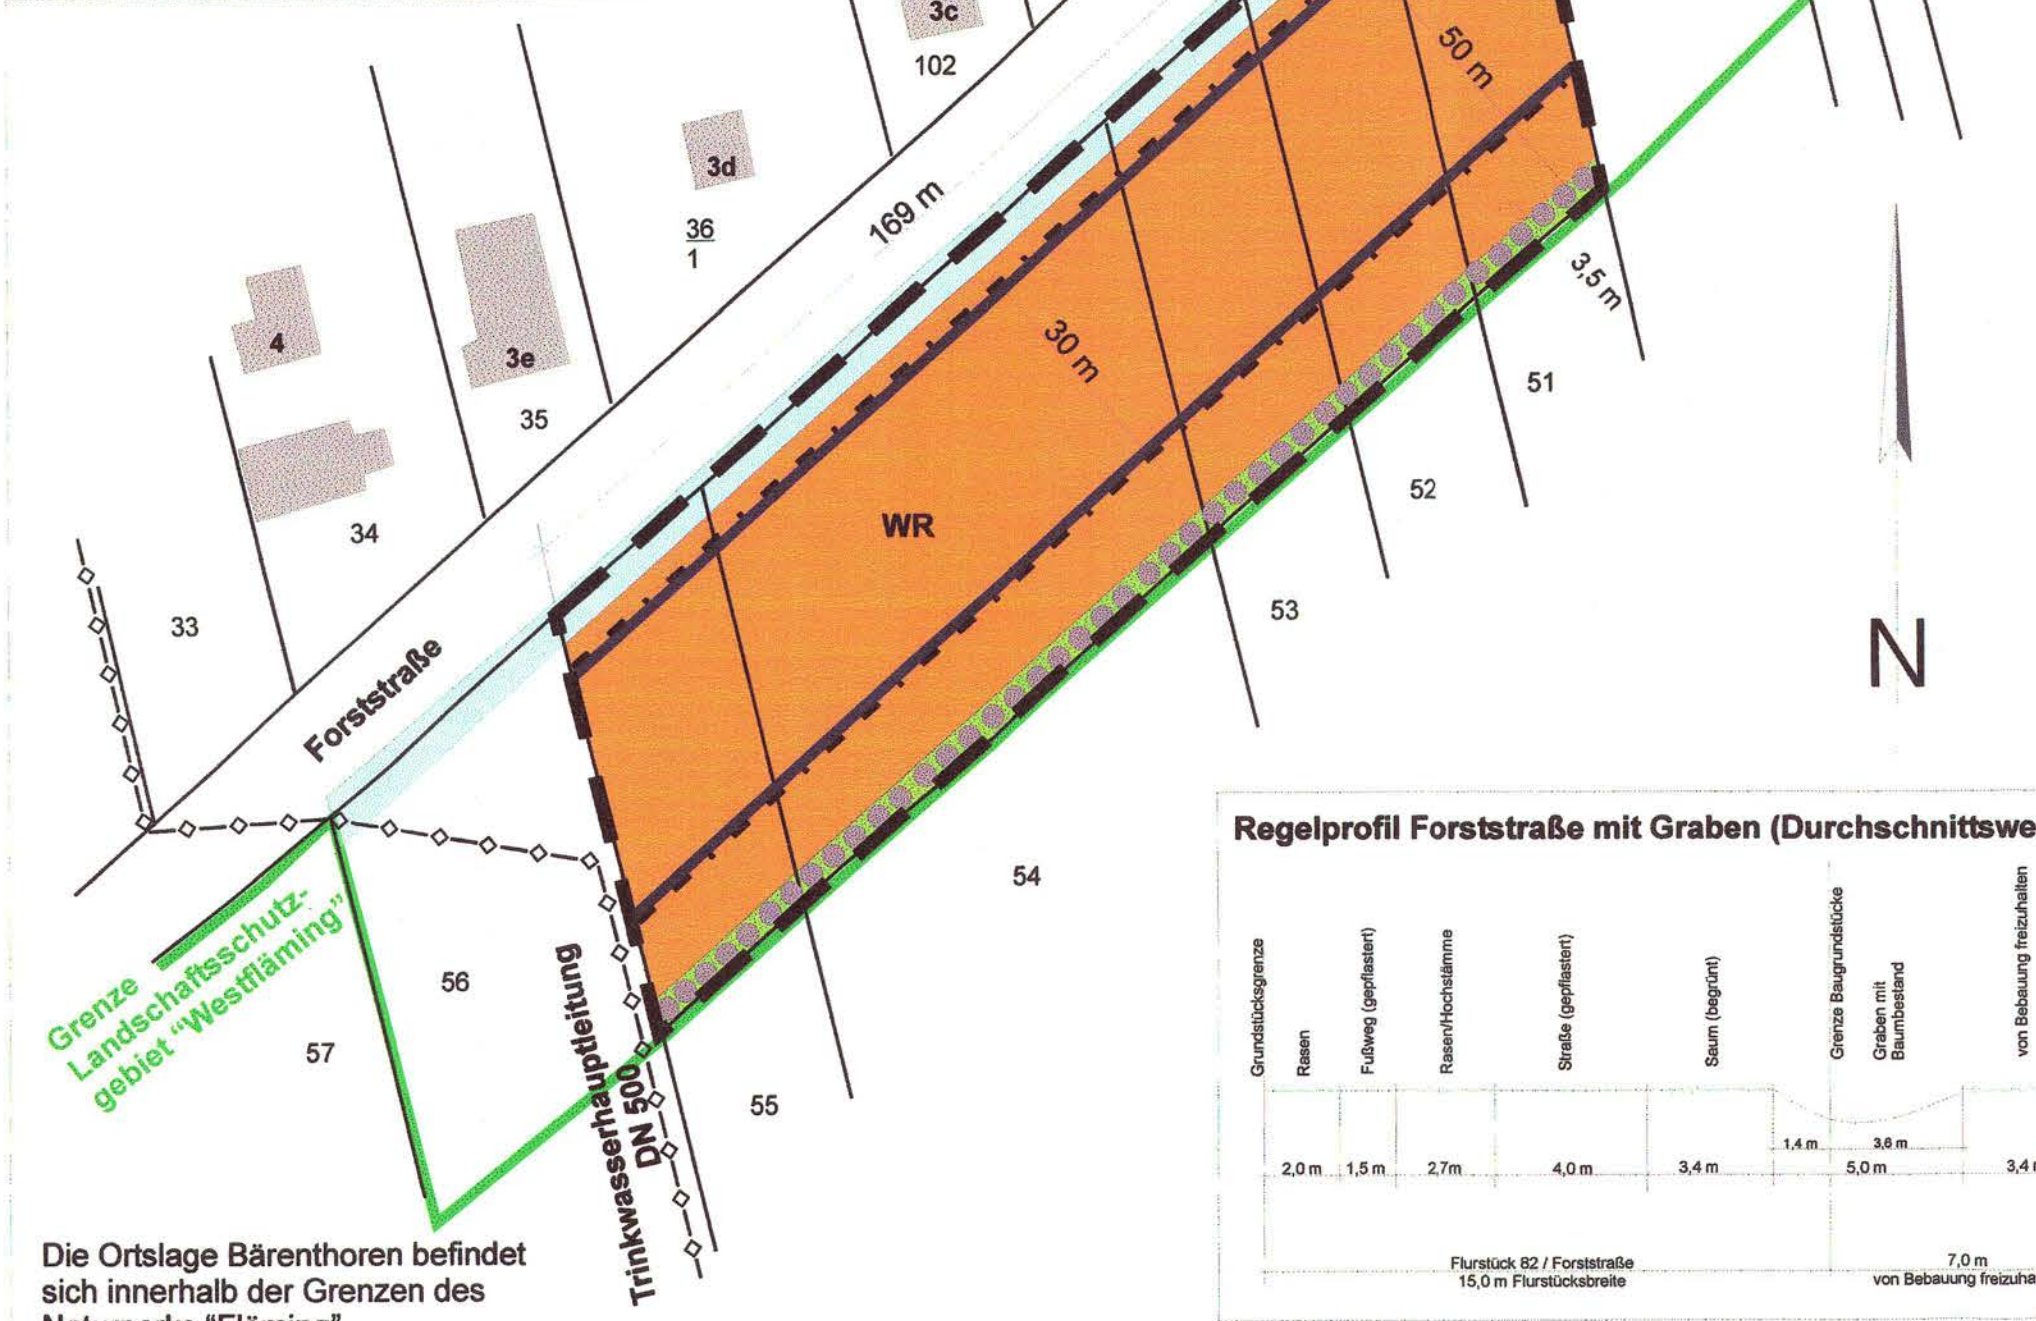 3c
102
50 m
3d
36
1
169 m
3,5 m
4
3e
30 m
35
51
34
WR
52
33
53
Forststraße
N
54
Grenze
Landschaftsschutz-
gebiet "Westfläming"
56
57
Trinkwasserhauptleitung
DN 500
55
Regelprofil Forststraße mit Graben (Durchschnittswe
Grundstücksgrenze
Rasen
Fußweg (gepflastert)
Rasen/Hochstämme
Straße (gepflastert)
Saum (begrünt)
Grenze Baugrundstücke
Graben mit
Baumbestand
von Bebauung freizuhalten
1,4 m
3,6 m
2,0 m
1,5 m
2,7m
4,0 m
3,4 m
5,0 m
3,4
Flurstück 82 / Forststraße
15,0 m Flurstücksbreite
7,0 m
von Bebauung freizuha
Die Ortslage Bärenthoren befindet
sich innerhalb der Grenzen des
Naturparks "Fläming"